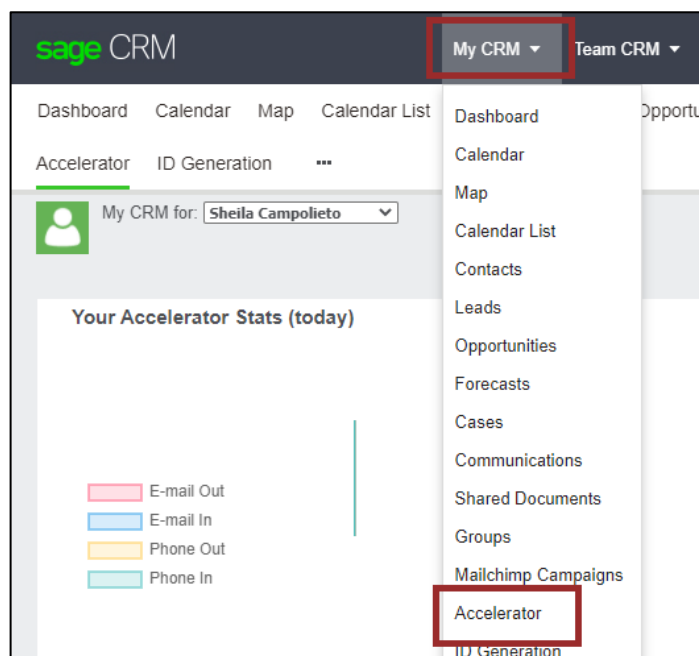 sage CRM
My CRM
Team CRM
Dashboard Calendar Map Calendar List
Accelerator ID Generation ...
My CRM for: Sheila Campolieto
Your Accelerator Stats (today)
E-mail Out
E-mail In
Phone Out
Phone In
Dashboard
Calendar
Map
Calendar List
Contacts
Leads
Opportunities
Forecasts
Cases
Communications
Shared Documents
Groups
Mailchimp Campaigns
Accelerator
ID Generation